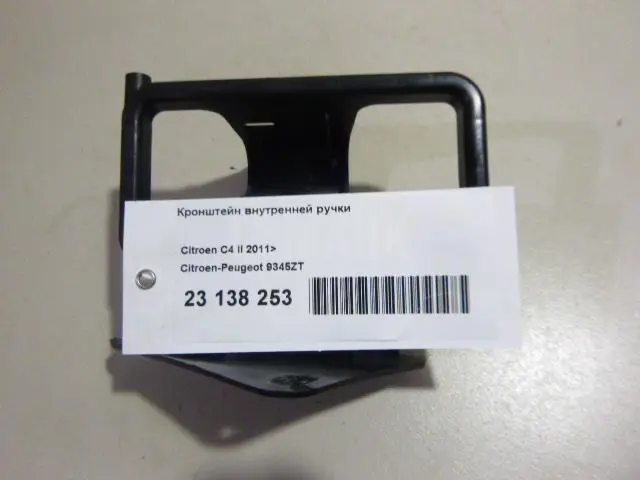 Кронштейн внутренней ручки
Citroen C4 II 2011>
Citroen-Peugeot 9345ZT
23 138 253